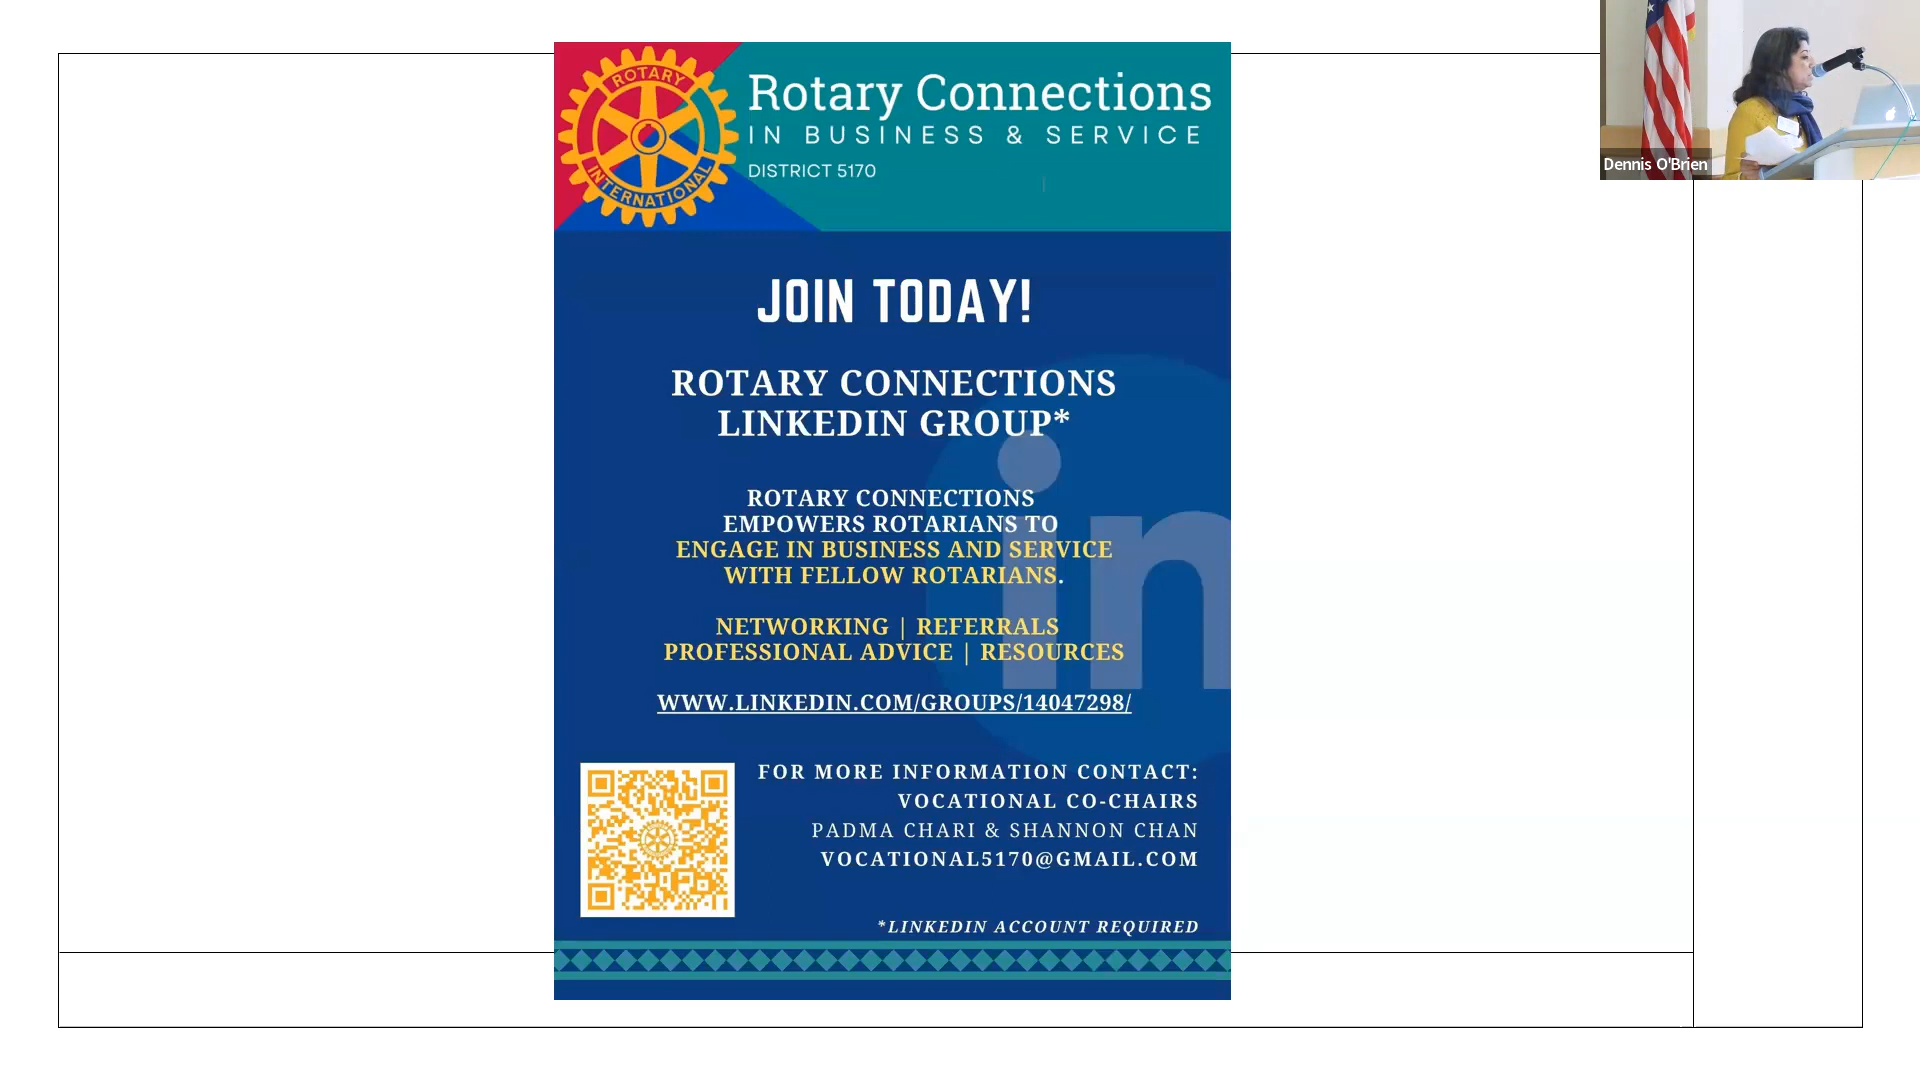 ROTARY
INTERNATIONAL
Rotary Connections
IN BUSINESS & SERVICE
DISTRICT 5170
JOIN TODAY!
ROTARY CONNECTIONS
LINKEDIN GROUP*
ROTARY CONNECTIONS
EMPOWERS ROTARIANS TO
ENGAGE IN BUSINESS AND SERVICE
WITH FELLOW ROTARIANS.
NETWORKING | REFERRALS
PROFESSIONAL ADVICE | RESOURCES
WWW.LINKEDIN.COM/GROUPS/14047298/
in
FOR MORE INFORMATION CONTACT:
VOCATIONAL CO-CHAIRS
PADMA CHARI & SHANNON CHAN
VOCATIONAL5170@GMAIL.COM
*LINKEDIN ACCOUNT REQUIRED
Dennis O'Brien